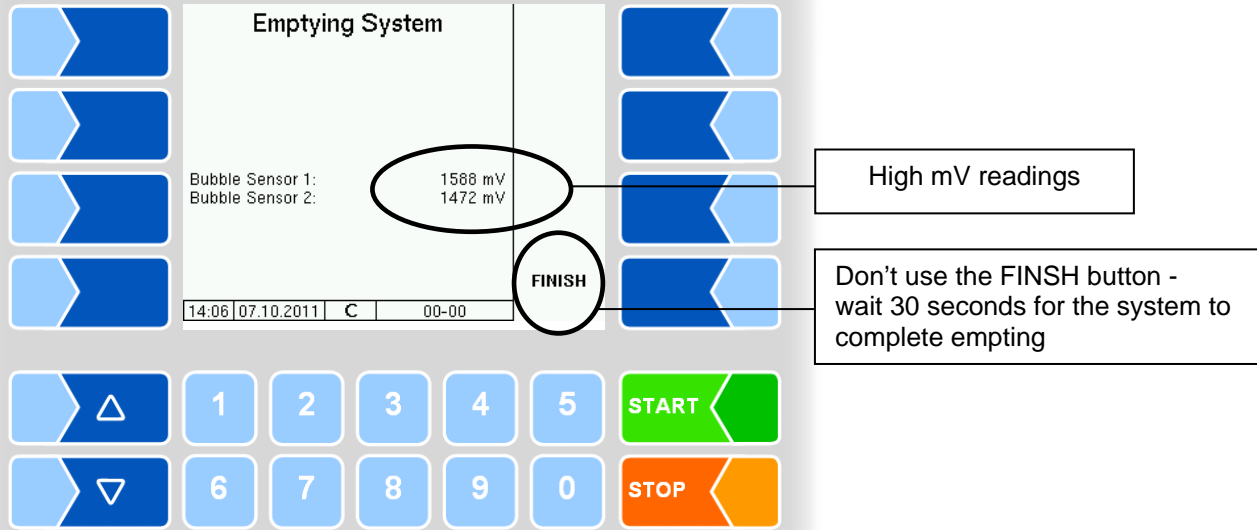 Emptying System
Bubble Sensor 1: 1588 mV
Bubble Sensor 2: 1472 mV
FINISH
14:06 07.10.2011 C 00-00
High mV readings
Don’t use the FINSH button -
wait 30 seconds for the system to
complete empting
1 2 3 4 5 START
6 7 8 9 0 STOP